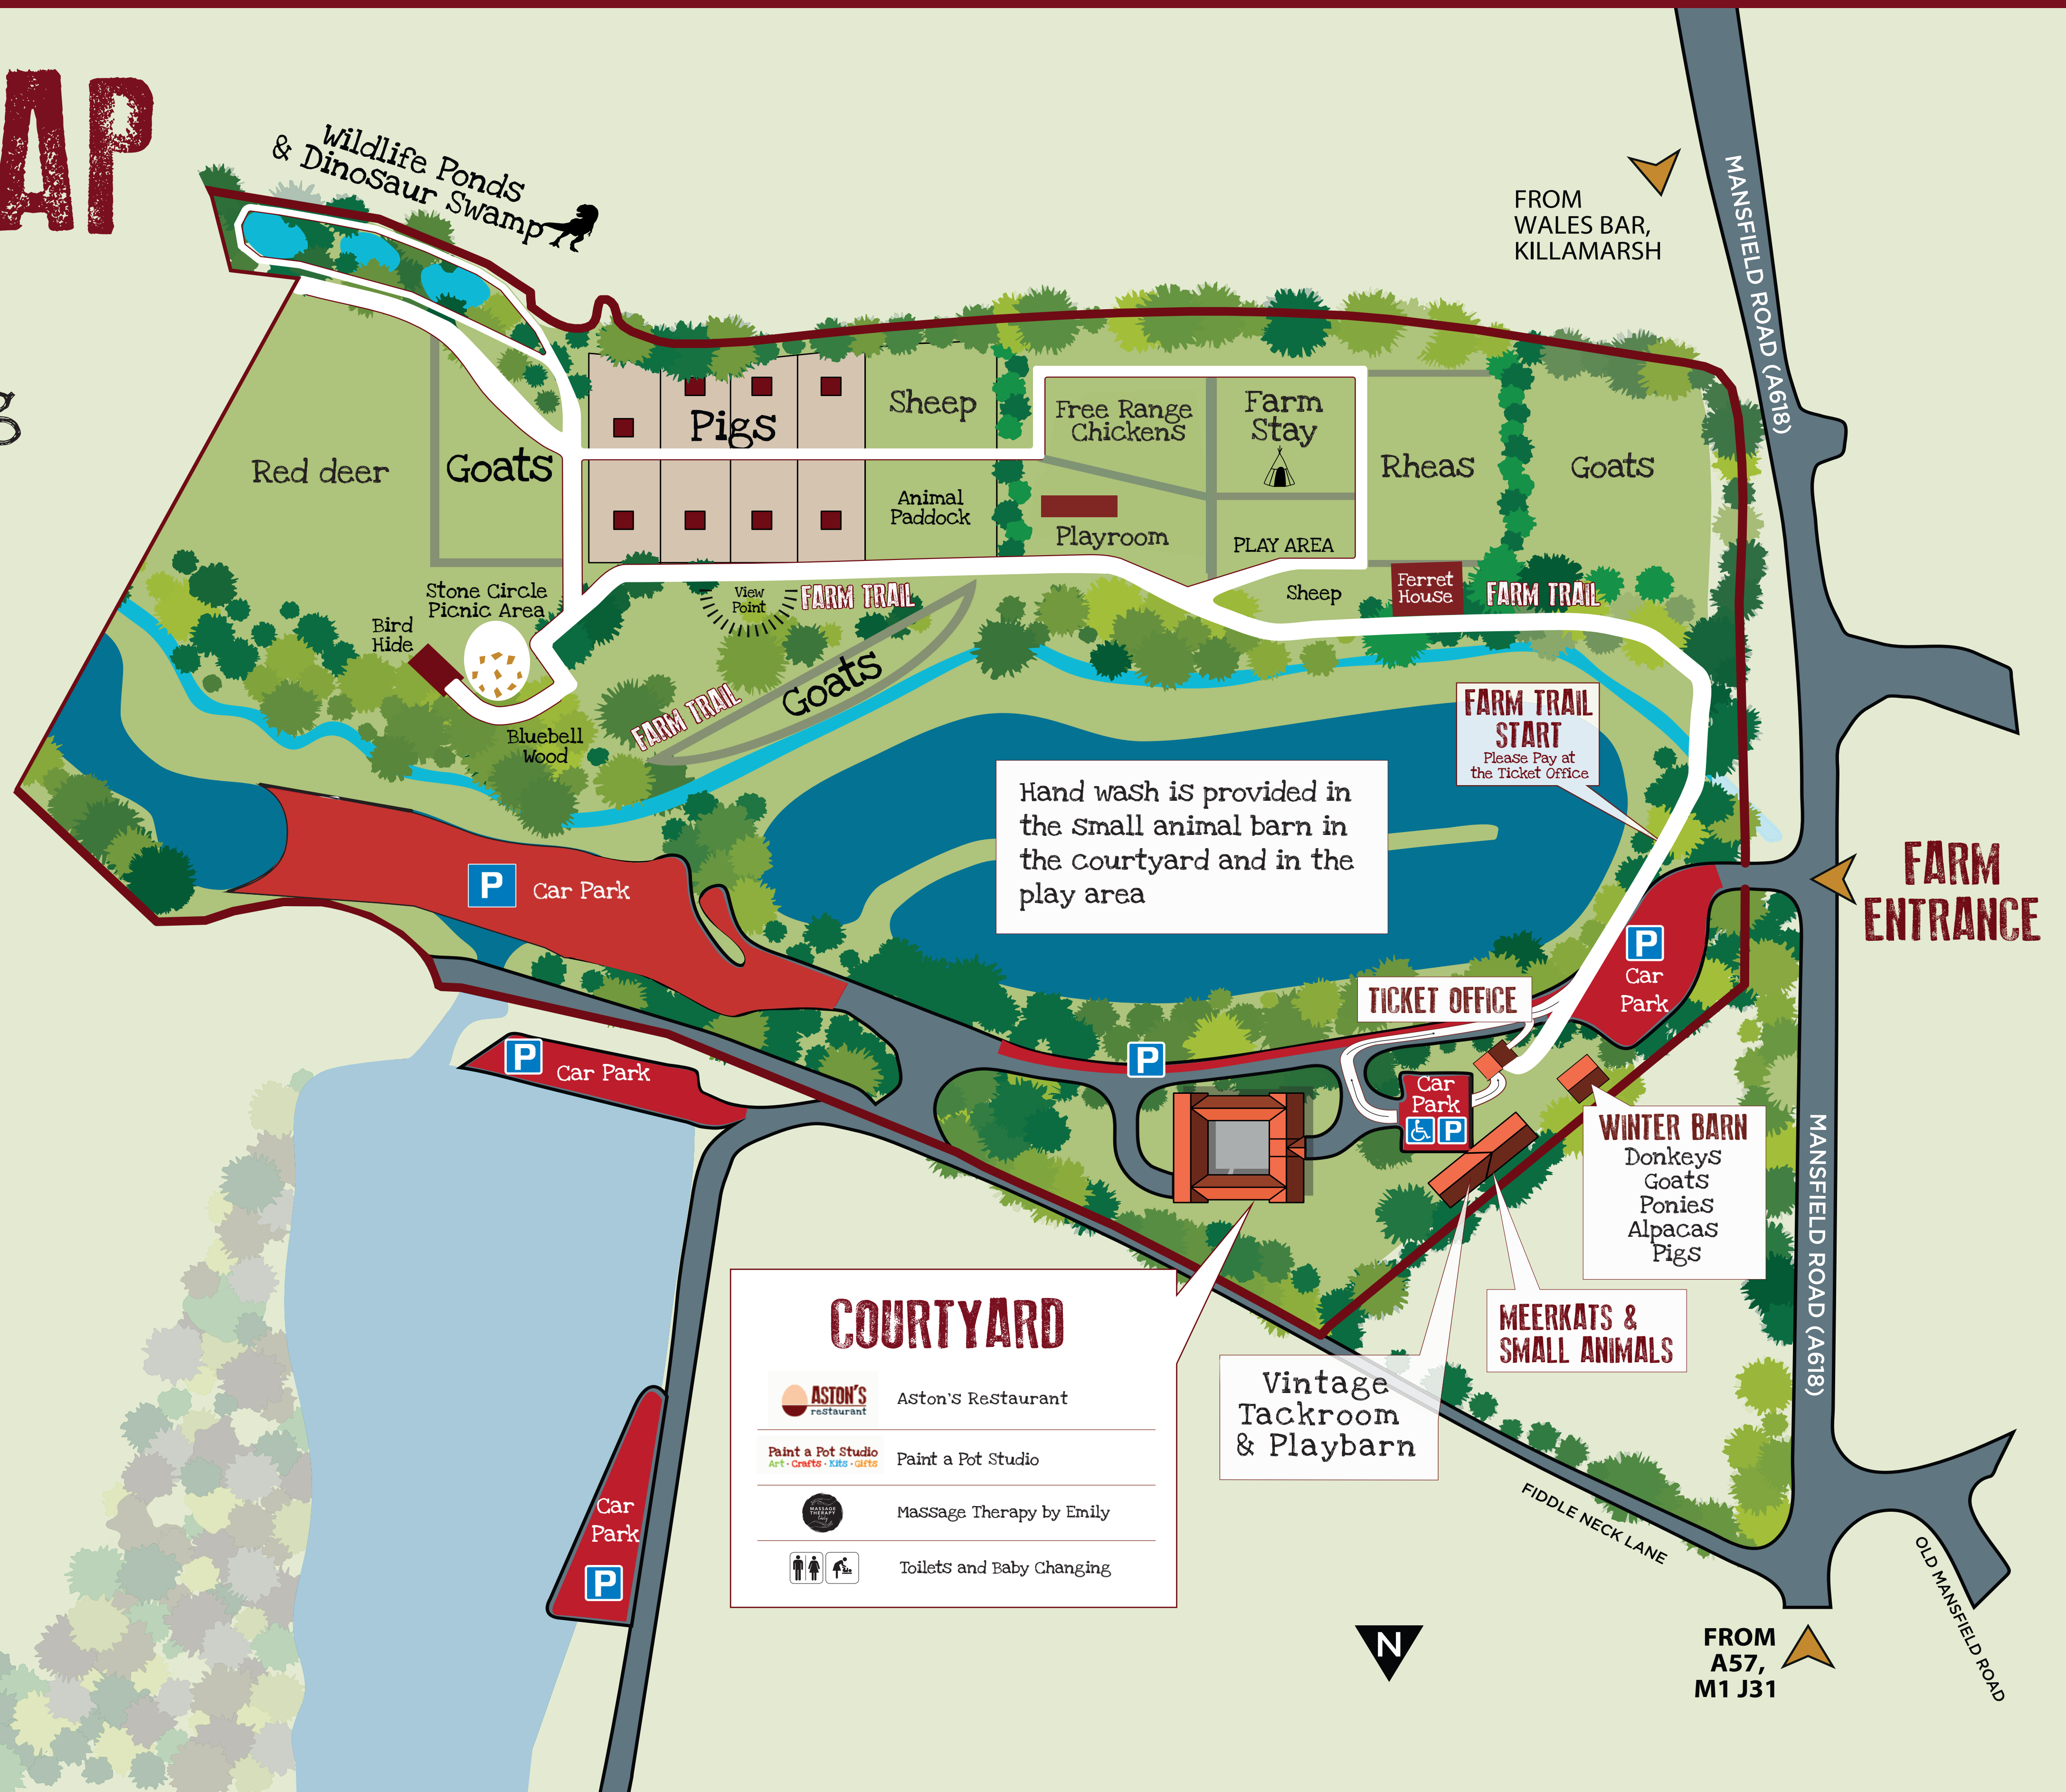 AP
g
Wildlife Ponds
& Dinosaur Swamp
FROM
WALES BAR,
KILLAMARSH
MANSFIELD ROAD (A618)
Red deer
Goats
Pigs
Sheep
Animal
Paddock
Free Range
Chickens
Farm
Stay
Playroom
PLAY AREA
Rheas
Goats
Stone Circle
Picnic Area
Bird
Hide
View
Point
FARM TRAIL
Sheep
Ferret
House
FARM TRAIL
Goats
FARM TRAIL
Bluebell
Wood
FARM TRAIL
START
Please Pay at
the Ticket Office
Hand wash is provided in
the small animal barn in
the courtyard and in the
play area
FARM
ENTRANCE
P
Car Park
P
Car
Park
TICKET OFFICE
P
Car Park
P
Car
Park
P
WINTER BARN
Donkeys
Goats
Ponies
Alpacas
Pigs
MANSFIELD ROAD (A618)
MEERKATS &
SMALL ANIMALS
Vintage
Tackroom
& Playbarn
COURTYARD
ASTON'S
restaurant
Aston's Restaurant
Paint a Pot Studio
Art • Crafts • Kits • Gifts
Paint a Pot Studio
MASSAGE
THERAPY
Massage Therapy by Emily
Toilets and Baby Changing
Car
Park
P
FIDDLE NECK LANE
OLD MANSFIELD ROAD
N
FROM
A57,
M1 J31